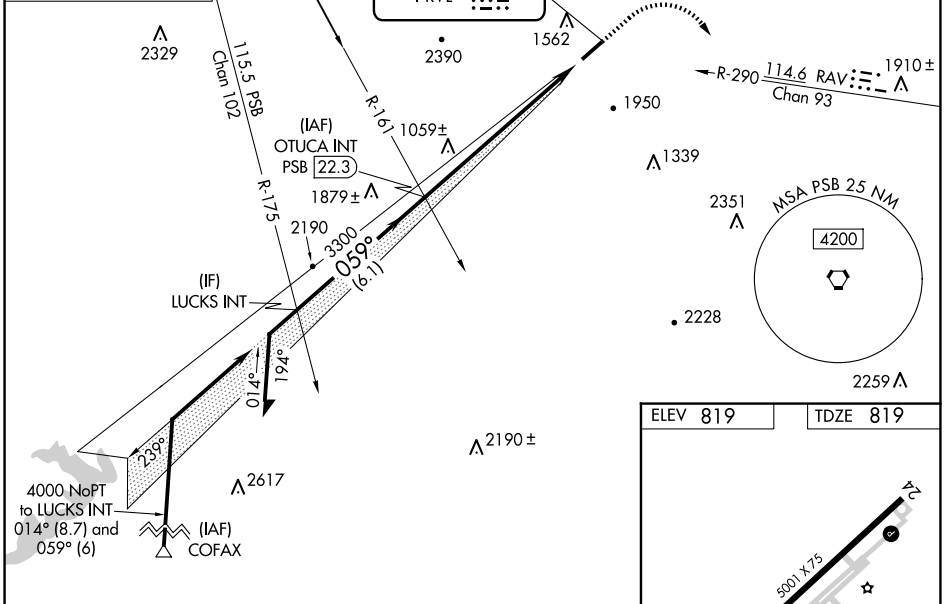 2329
115.5 PSB
Chan 102
R-175
R-161
2390
1562
R-290 114.6 RAV
Chan 93
1910±
1950
(IAF)
OTUCA INT
PSB 22.3
1059±
1879±
1339
2351
MSA PSB 25 NM
4200
2190
3300
059°
(6.1)
(IF)
LUCKS INT
2228
014°
194°
2259
239°
2190±
2617
4000 NoPT
to LUCKS INT
014° (8.7) and
059° (6)
(IAF)
COFAX
ELEV 819
TDZE 819
24
P
5001 X 75